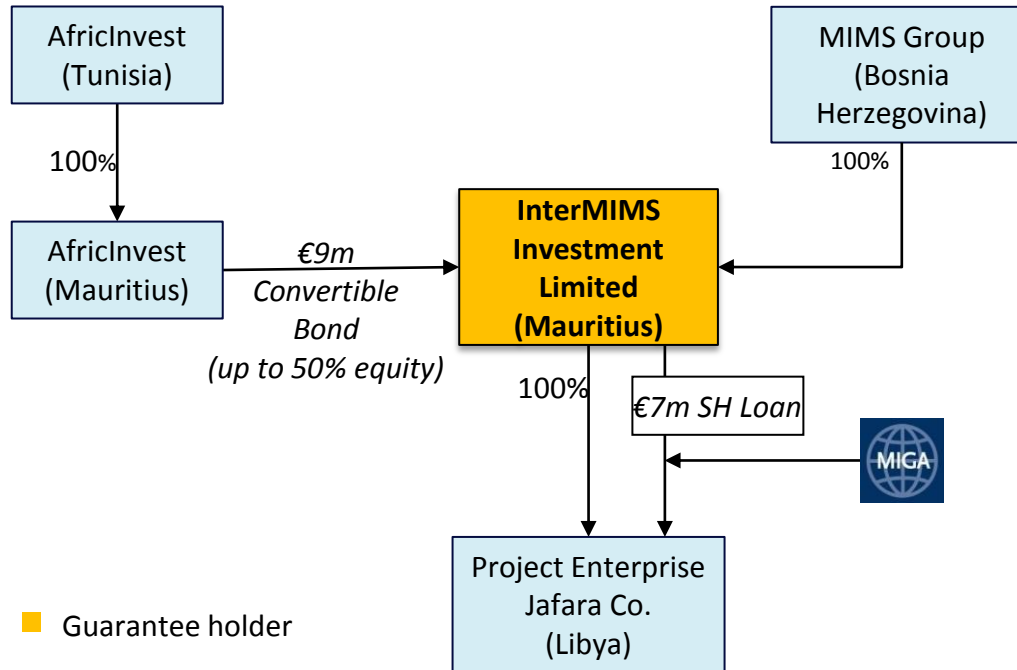 AfricInvest
(Tunisia)
MIMS Group
(Bosnia
Herzegovina)
100%
100%
AfricInvest
(Mauritius)
€9m
Convertible
Bond
(up to 50% equity)
InterMIMS
Investment
Limited
(Mauritius)
100%
€7m SH Loan
MIGA
Project Enterprise
Jafara Co.
(Libya)
Guarantee holder